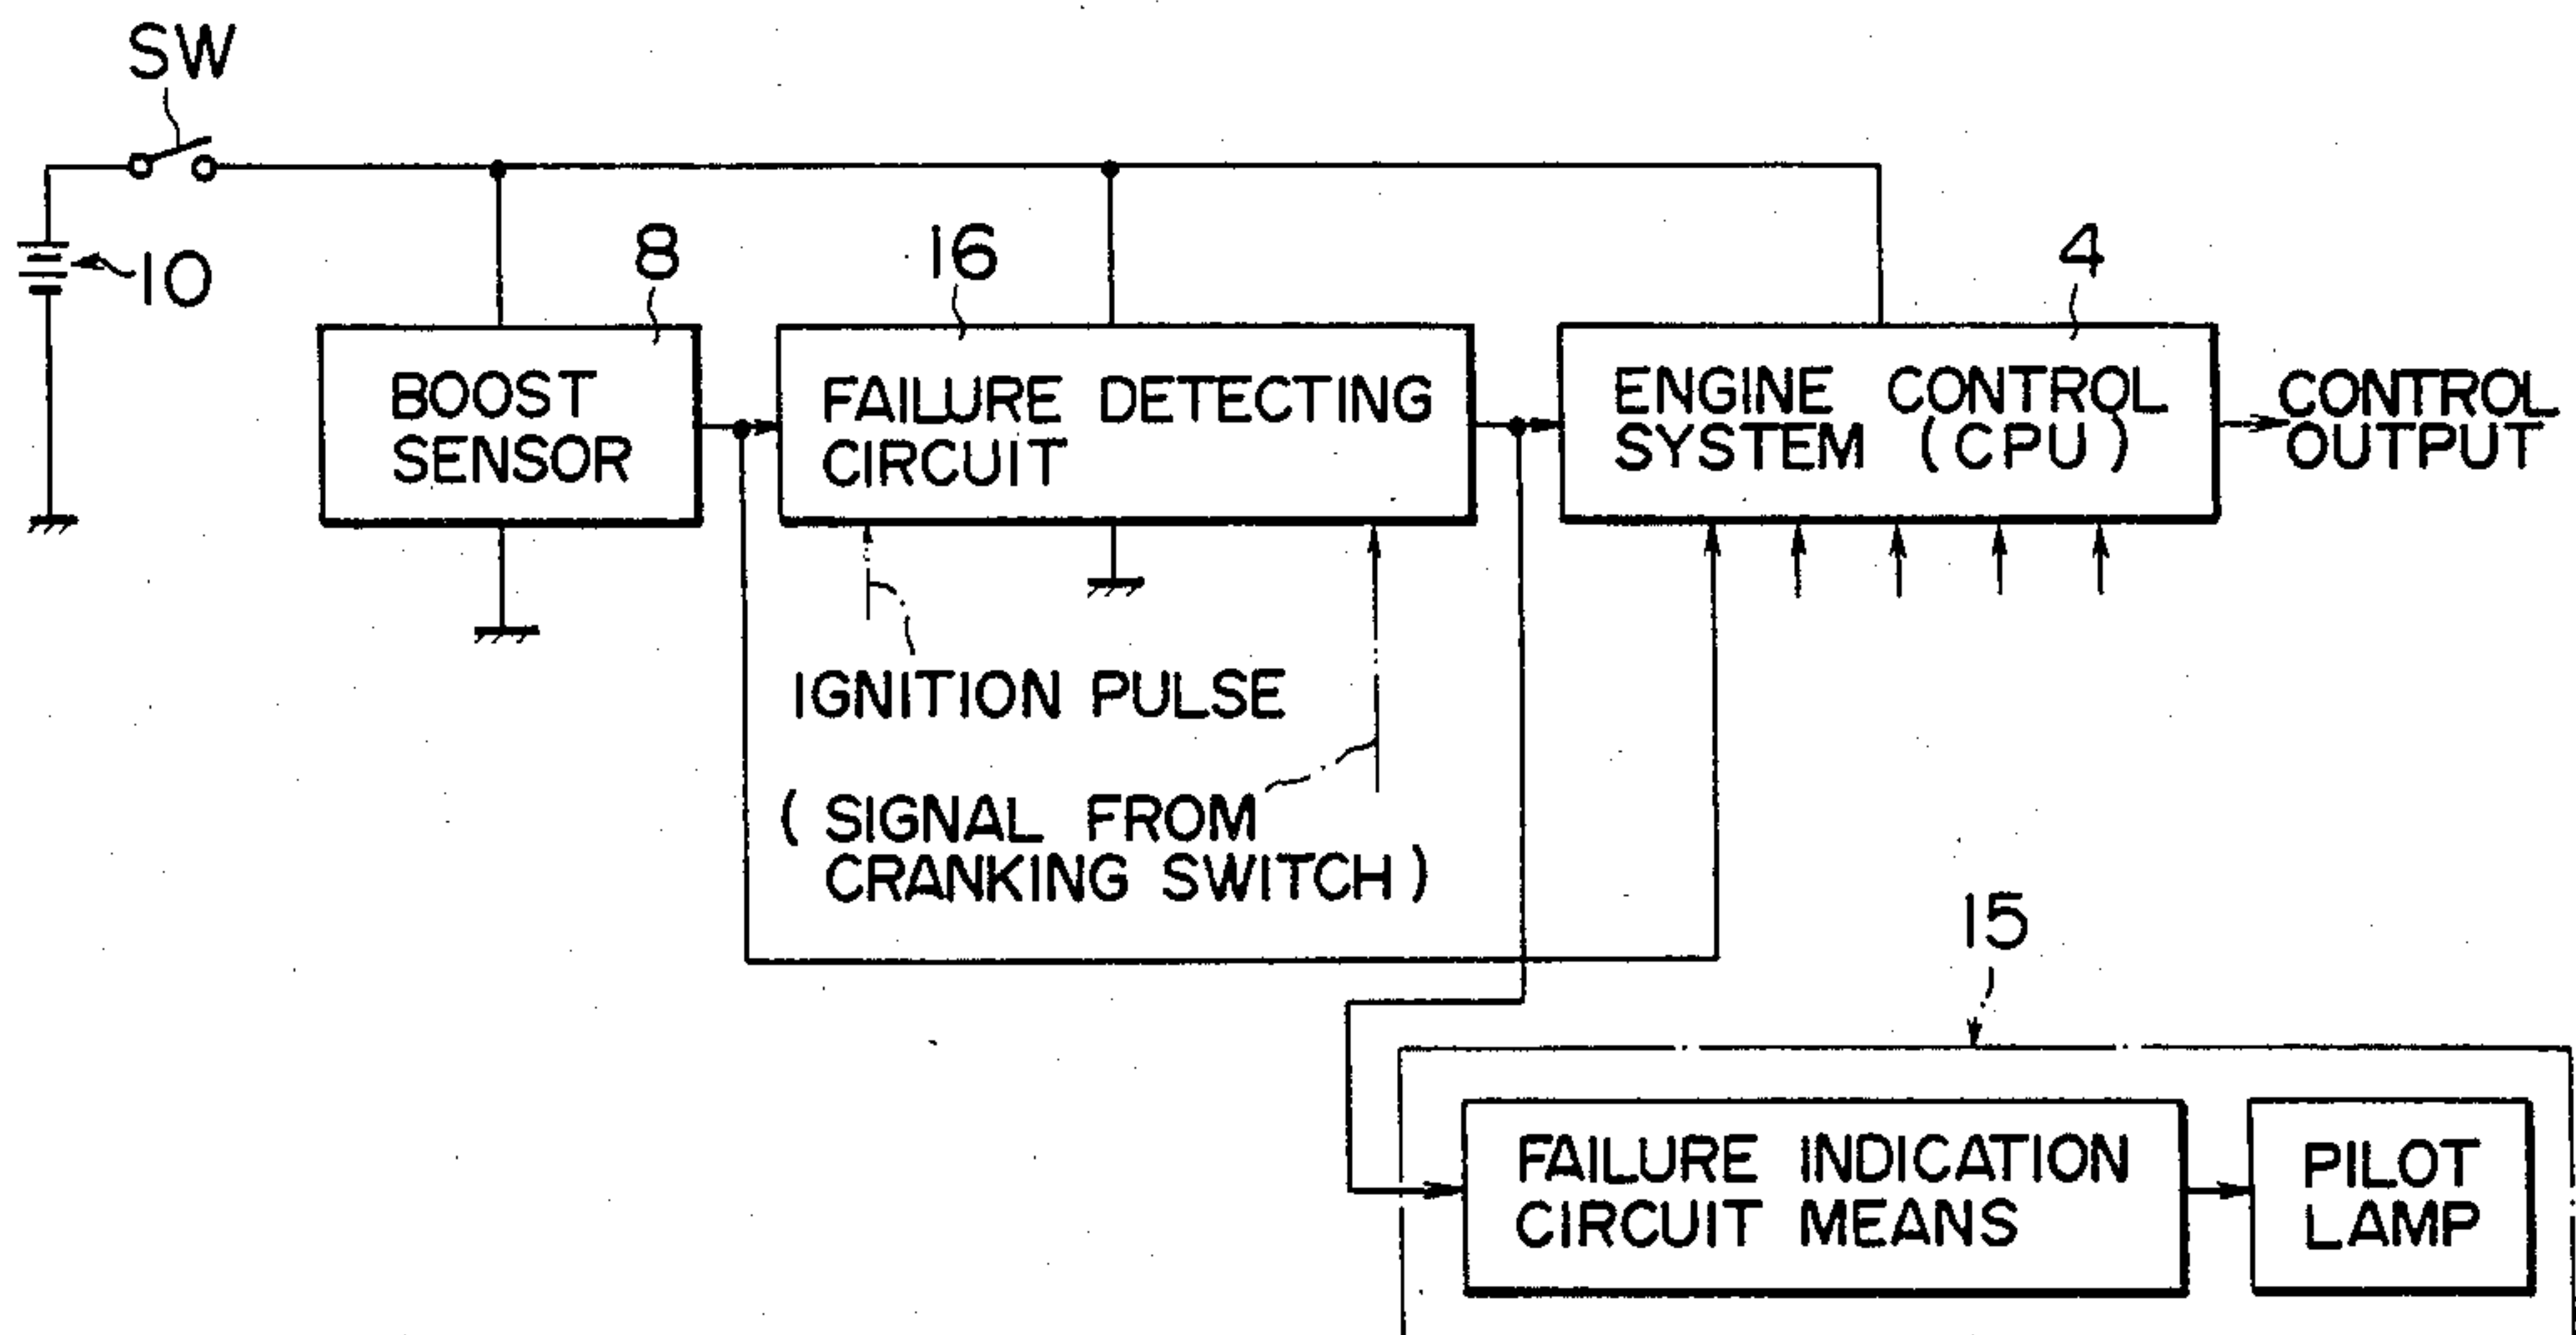 SW
10
8
16
4
BOOST
SENSOR
FAILURE DETECTING
CIRCUIT
ENGINE CONTROL
SYSTEM (CPU)
CONTROL
OUTPUT
IGNITION PULSE
( SIGNAL FROM
CRANKING SWITCH )
15
FAILURE INDICATION
CIRCUIT MEANS
PILOT
LAMP